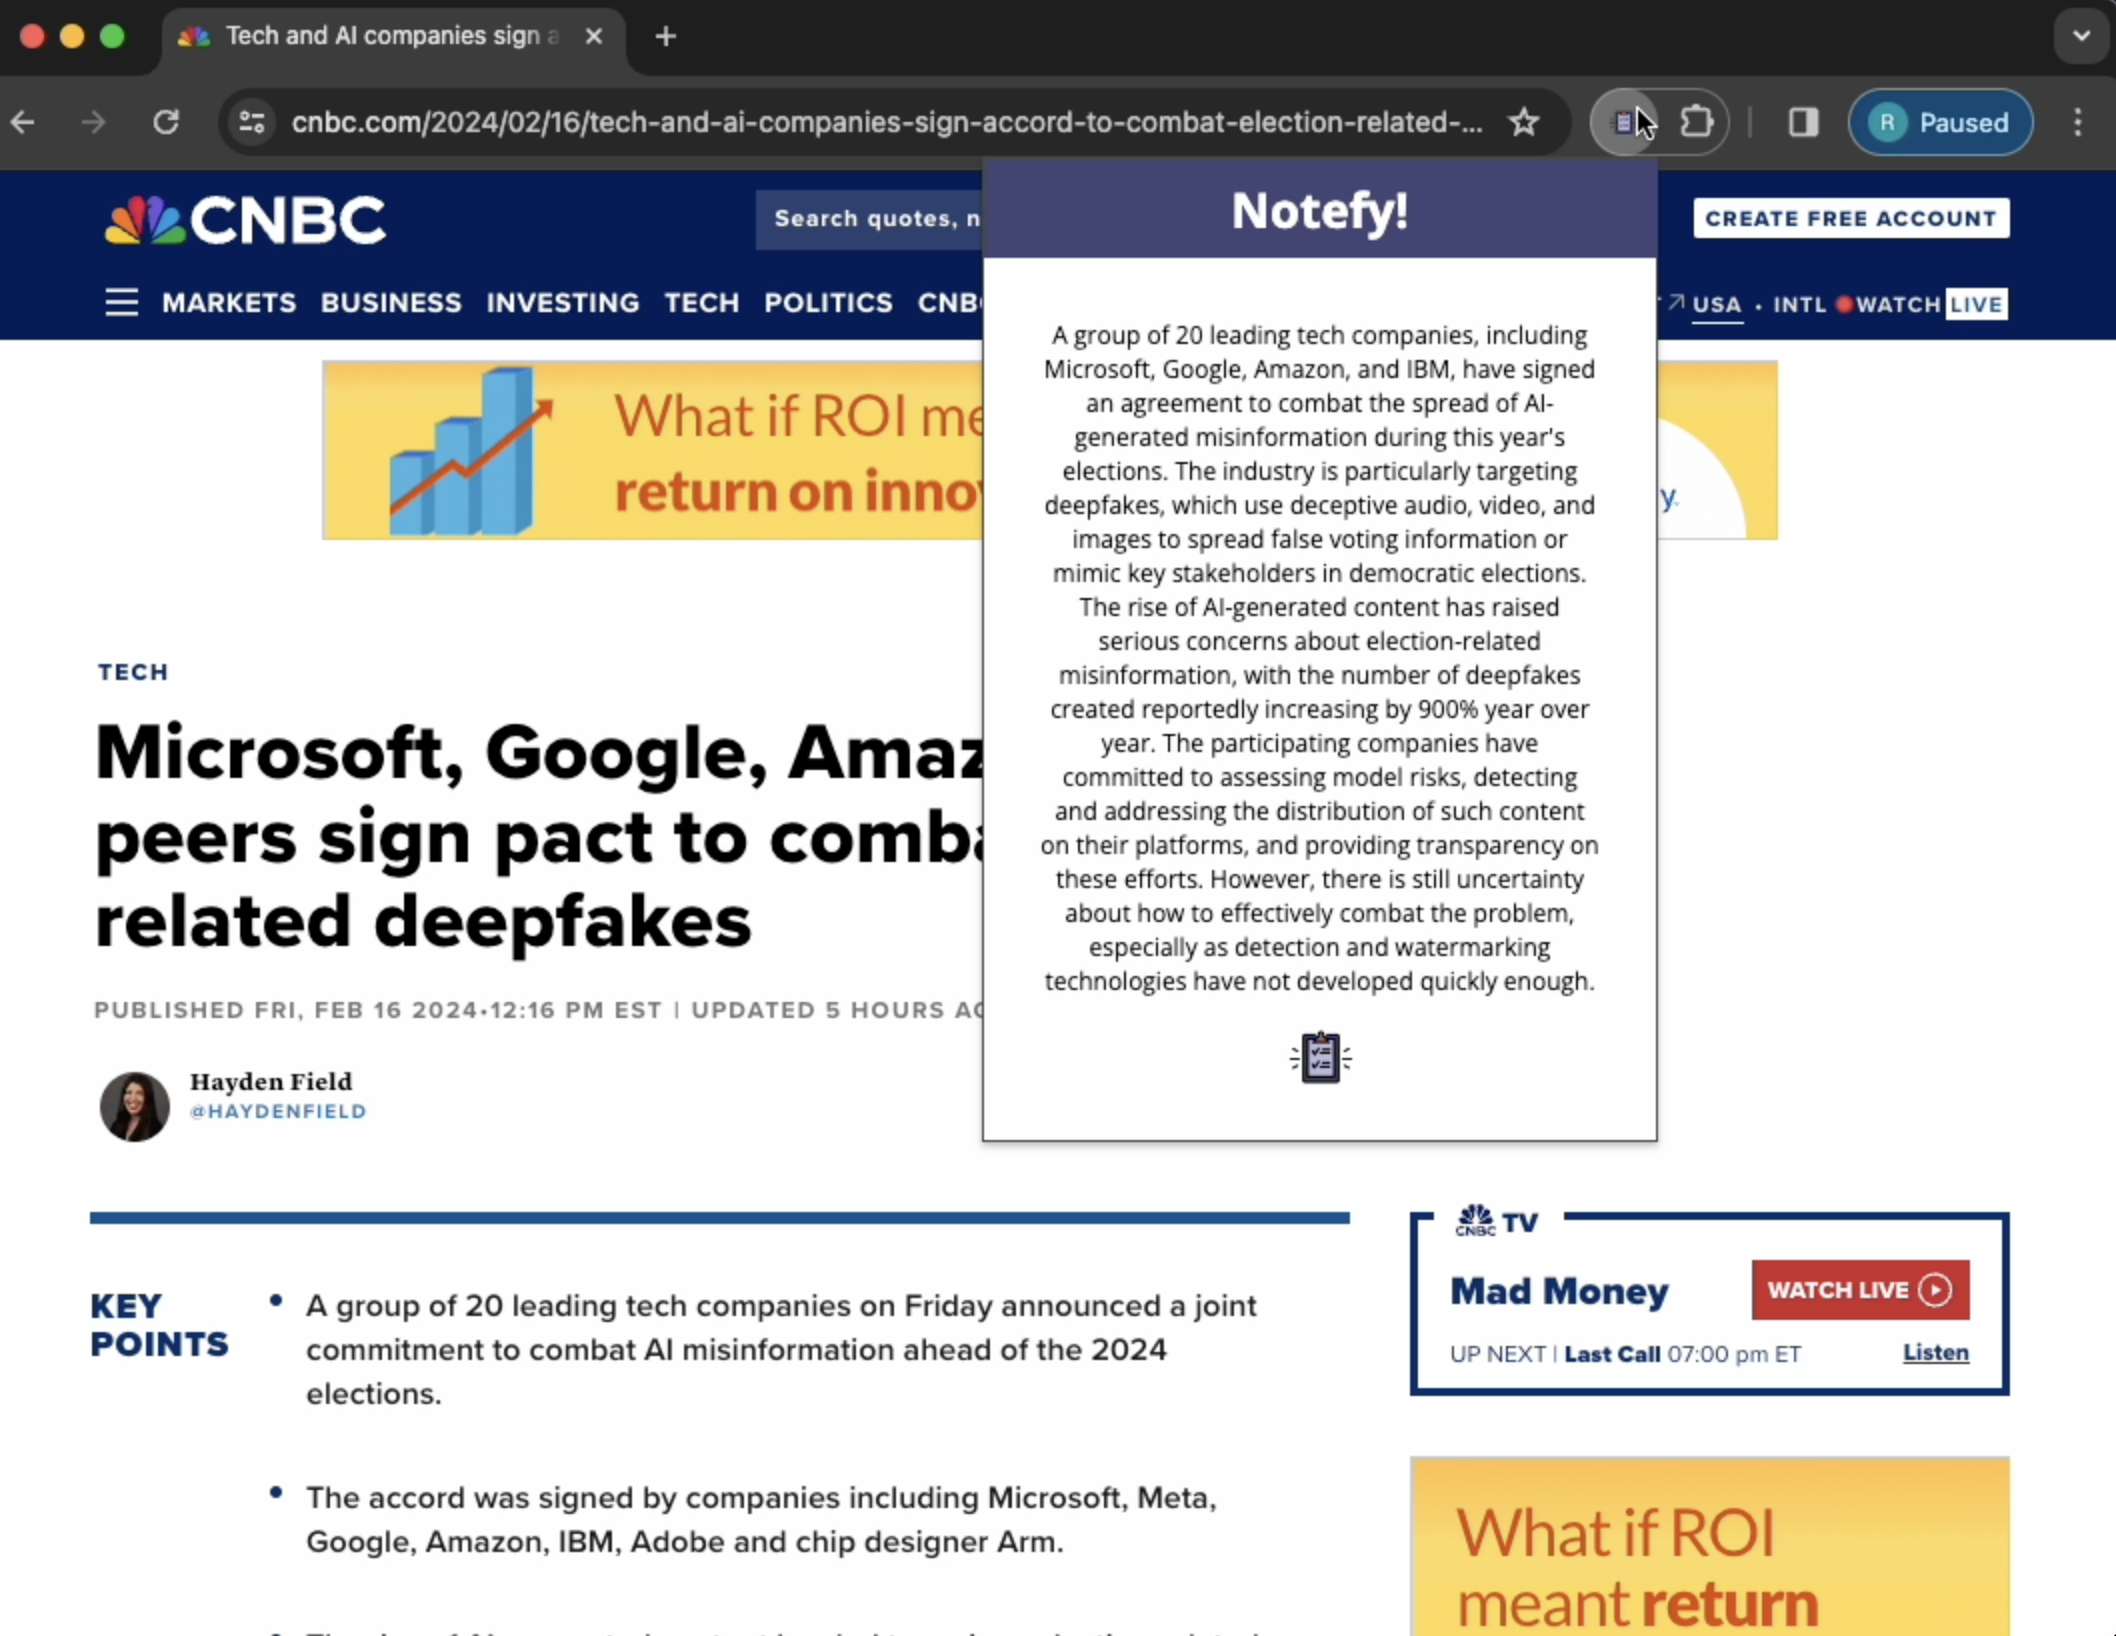 Tech and AI companies sign a
cnbc.com/2024/02/16/tech-and-ai-companies-sign-accord-to-combat-election-related-...
R Paused
CNBC
Search quotes, n
CREATE FREE ACCOUNT
MARKETS BUSINESS INVESTING TECH POLITICS CNBC
USA • INTL WATCH LIVE
Notefy!
A group of 20 leading tech companies, including
Microsoft, Google, Amazon, and IBM, have signed
an agreement to combat the spread of AI-
generated misinformation during this year's
elections. The industry is particularly targeting
deepfakes, which use deceptive audio, video, and
images to spread false voting information or
mimic key stakeholders in democratic elections.
The rise of AI-generated content has raised
serious concerns about election-related
misinformation, with the number of deepfakes
created reportedly increasing by 900% year over
year. The participating companies have
committed to assessing model risks, detecting
and addressing the distribution of such content
on their platforms, and providing transparency on
these efforts. However, there is still uncertainty
about how to effectively combat the problem,
especially as detection and watermarking
technologies have not developed quickly enough.
What if ROI me
return on inno
y.
TECH
Microsoft, Google, Amaz
peers sign pact to comba
related deepfakes
PUBLISHED FRI, FEB 16 2024•12:16 PM EST | UPDATED 5 HOURS AG
Hayden Field
@HAYDENFIELD
KEY
POINTS
A group of 20 leading tech companies on Friday announced a joint
commitment to combat AI misinformation ahead of the 2024
elections.
The accord was signed by companies including Microsoft, Meta,
Google, Amazon, IBM, Adobe and chip designer Arm.
CNBC TV
Mad Money
WATCH LIVE
UP NEXT | Last Call 07:00 pm ET
Listen
What if ROI
meant return